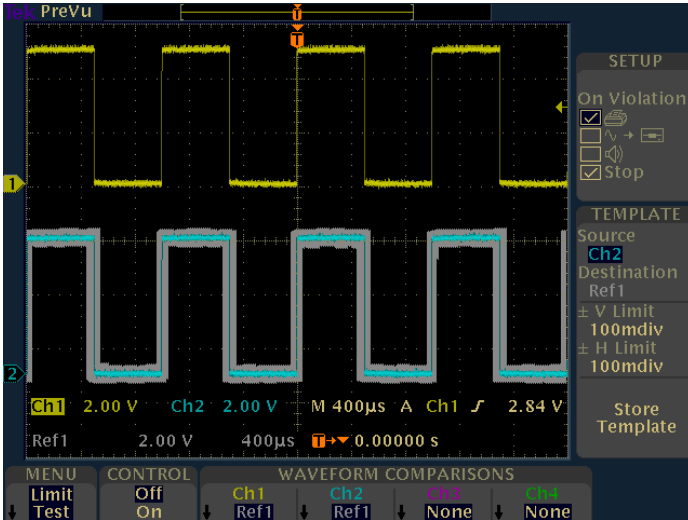 Tek PreVu
T
T
1
2
Ch1 2.00 V Ch2 2.00 V M 400µs A Ch1 2.84 V
Ref1 2.00 V 400µs T 0.00000 s
SETUP
On Violation
Stop
TEMPLATE
Source
Ch2
Destination
Ref1
± V Limit
100mdiv
± H Limit
100mdiv
Store
Template
MENU
Limit
Test
CONTROL
Off
On
WAVEFORM COMPARISONS
Ch1
Ref1
Ch2
Ref1
Ch3
None
Ch4
None